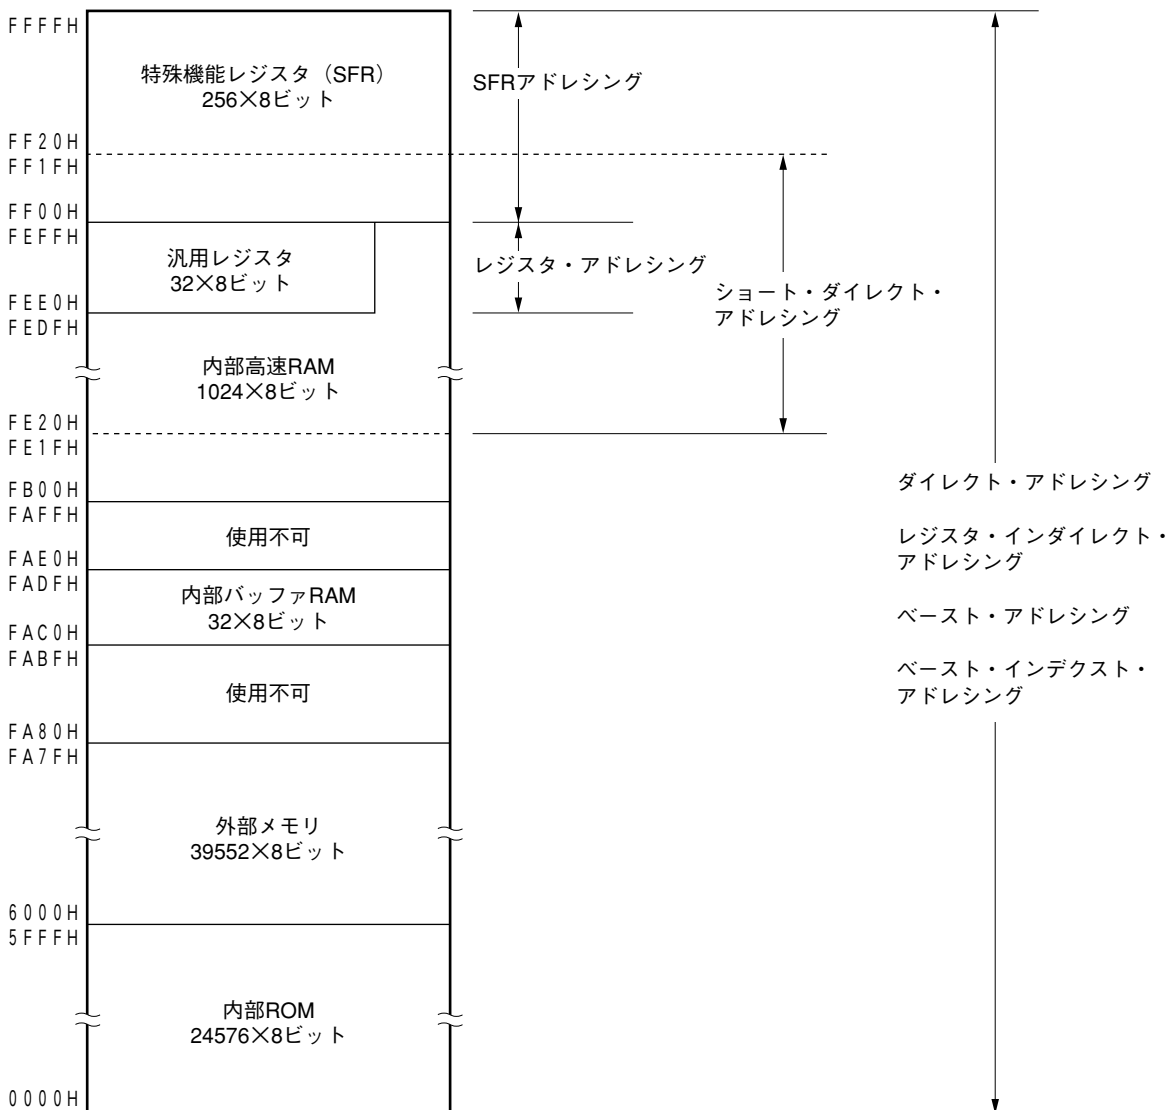 FFFFH
特殊機能レジスタ（SFR）
256×8ビット
SFRアドレシング
FF20H
FF1FH
FF00H
FEFFH
汎用レジスタ
32×8ビット
レジスタ・アドレシング
ショート・ダイレクト・
アドレシング
FEE0H
FEDFH
内部高速RAM
1024×8ビット
FE20H
FE1FH
FB00H
FAFFH
使用不可
FAE0H
FADFH
内部バッファRAM
32×8ビット
FAC0H
FABFH
使用不可
FA80H
FA7FH
ダイレクト・アドレシング
レジスタ・インダイレクト・
アドレシング
ベースト・アドレシング
ベースト・インデクスト・
アドレシング
外部メモリ
39552×8ビット
6000H
5FFFH
内部ROM
24576×8ビット
0000H